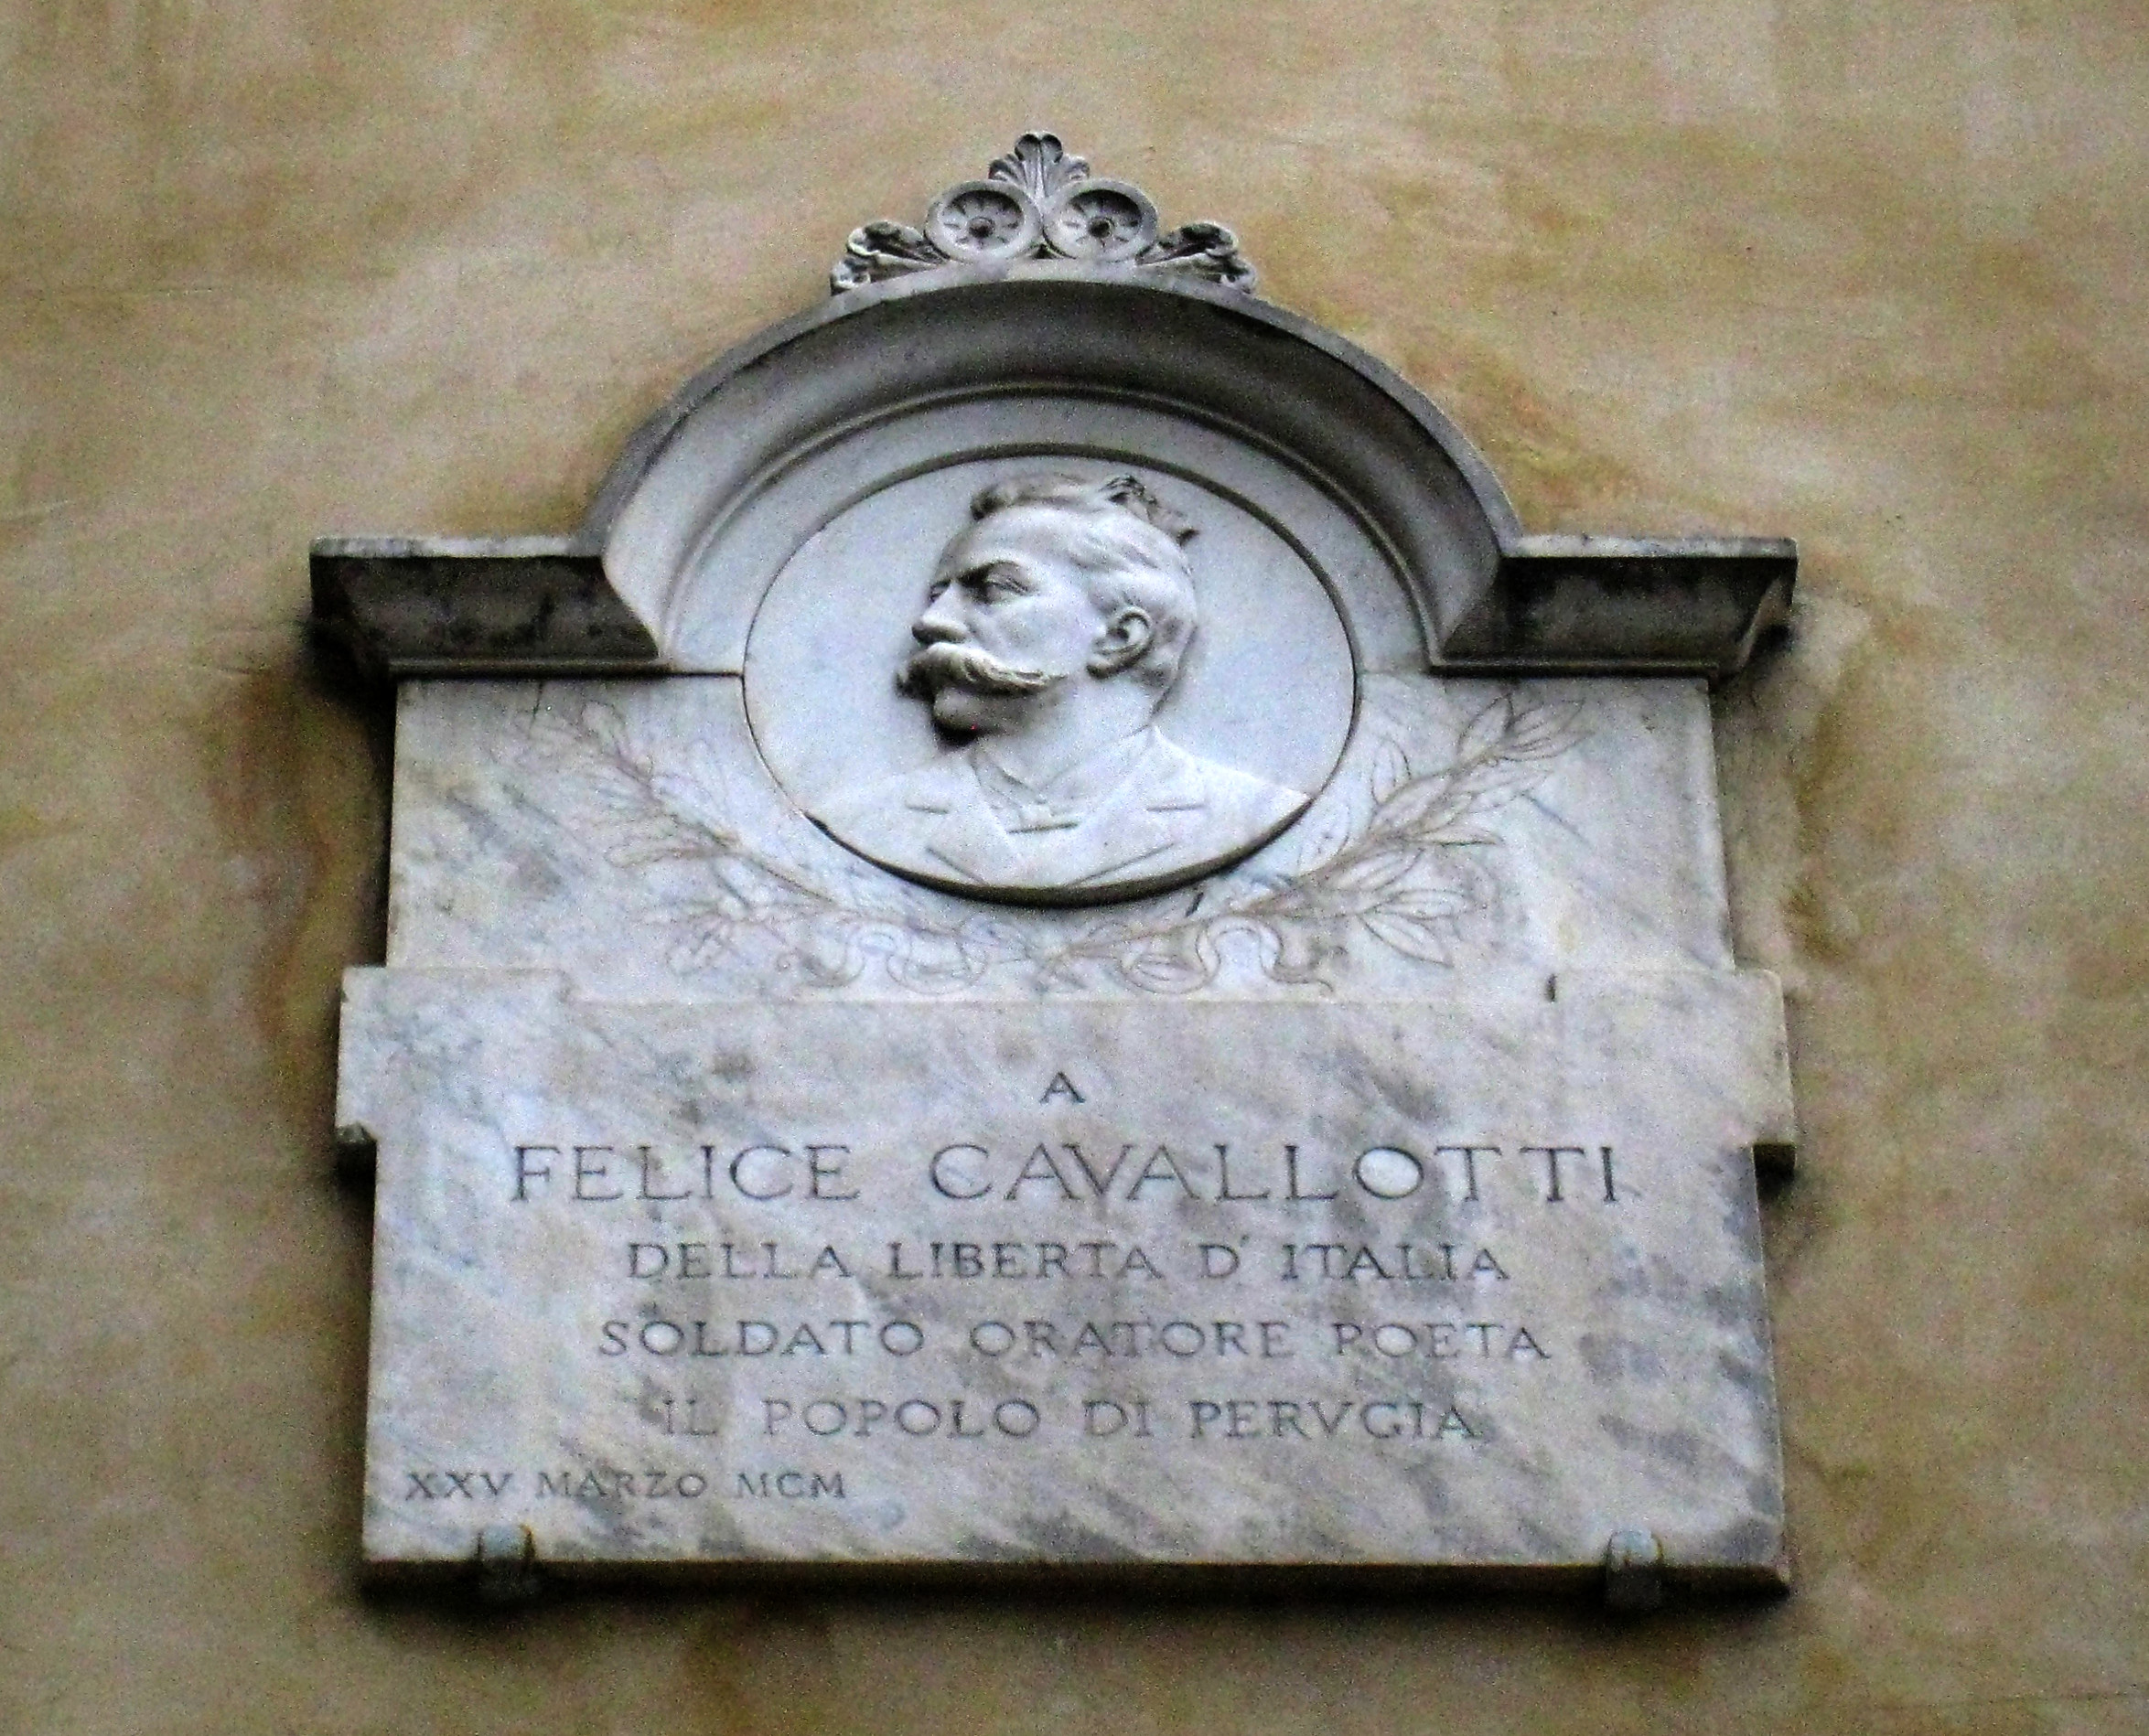 A
FELICE CAVALLOTTI
DELLA LIBERTA D' ITALIA
SOLDATO ORATORE POETA
IL POPOLO DI PERVGIA
XXV MARZO MCM